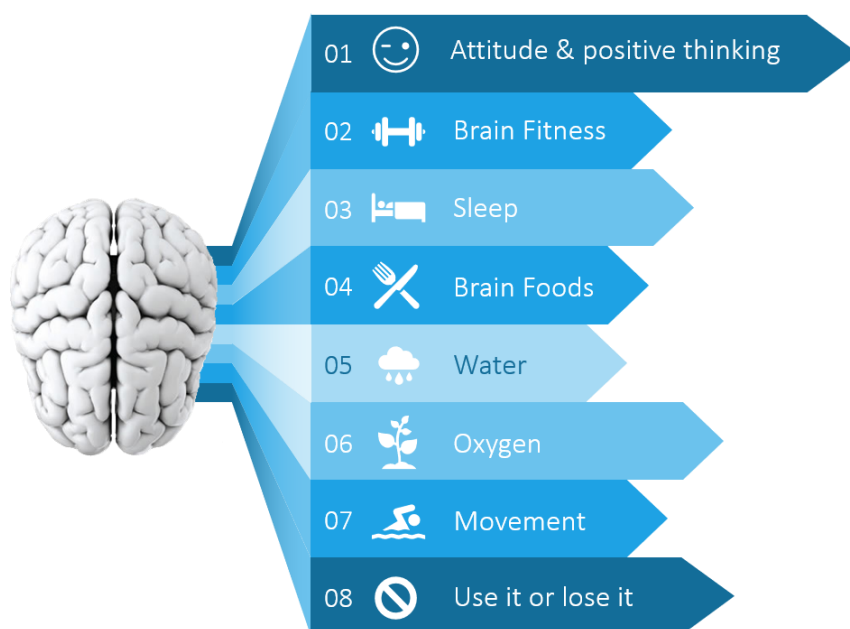 01 Attitude & positive thinking
02 Brain Fitness
03 Sleep
04 Brain Foods
05 Water
06 Oxygen
07 Movement
08 Use it or lose it